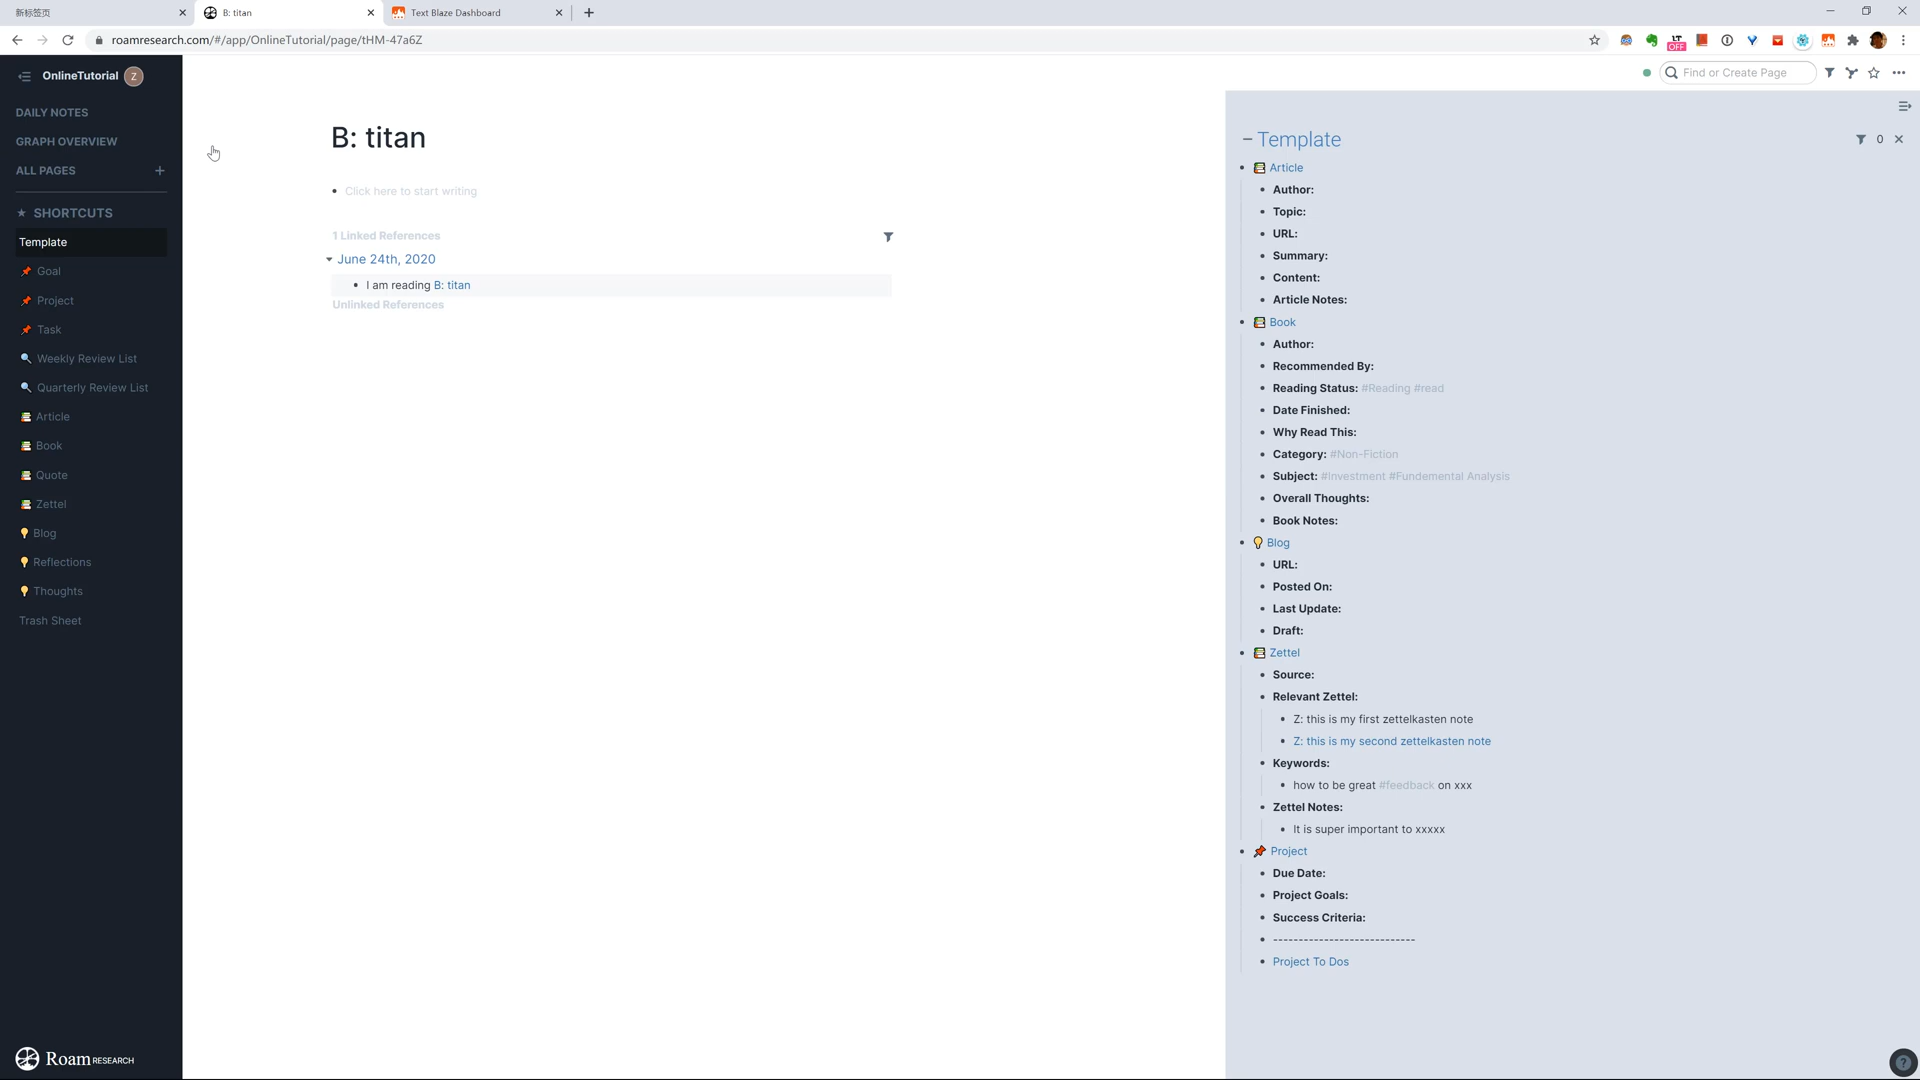 新标签页
B: titan
Text Blaze Dashboard
roamresearch.com/#/app/OnlineTutorial/page/tHM-47a6Z
LT
OFF
OnlineTutorial
Z
Find or Create Page
DAILY NOTES
GRAPH OVERVIEW
ALL PAGES
SHORTCUTS
Template
Goal
Project
Task
Weekly Review List
Quarterly Review List
Article
Book
Quote
Zettel
Blog
Reflections
Thoughts
Trash Sheet
Roam RESEARCH
B: titan
Click here to start writing
1 Linked References
June 24th, 2020
I am reading B: titan
Unlinked References
Template
0
Article
Author:
Topic:
URL:
Summary:
Content:
Article Notes:
Book
Author:
Recommended By:
Reading Status: #Reading #read
Date Finished:
Why Read This:
Category: #Non-Fiction
Subject: #Investment #Fundemental Analysis
Overall Thoughts:
Book Notes:
Blog
URL:
Posted On:
Last Update:
Draft:
Zettel
Source:
Relevant Zettel:
Z: this is my first zettelkasten note
Z: this is my second zettelkasten note
Keywords:
how to be great #feedback on xxx
Zettel Notes:
It is super important to xxxxx
Project
Due Date:
Project Goals:
Success Criteria:
----------------------------
Project To Dos
?